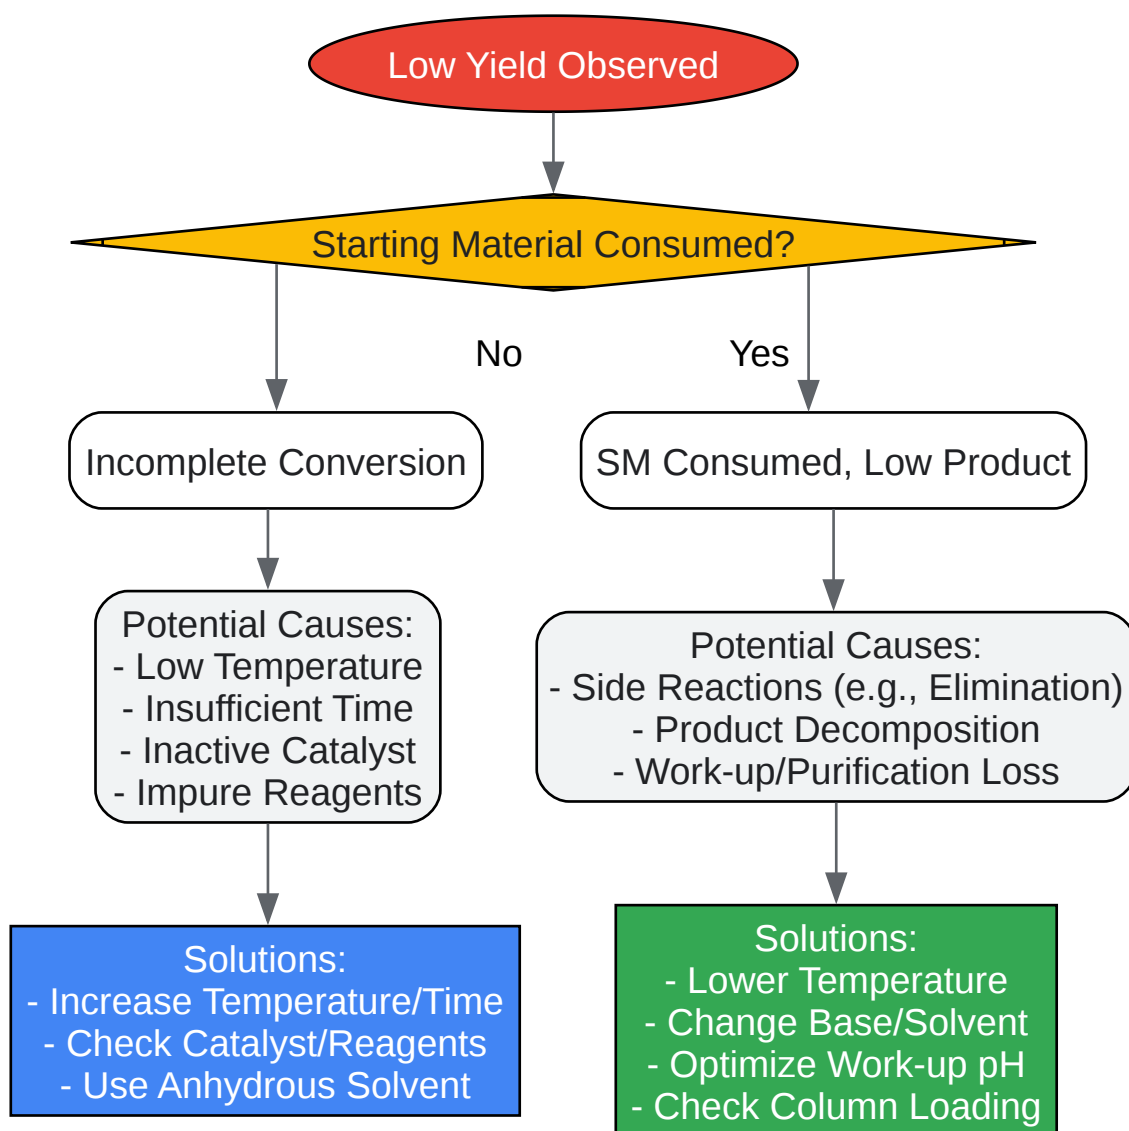 Low Yield Observed
Starting Material Consumed?
No
Yes
Incomplete Conversion
SM Consumed, Low Product
Potential Causes:
- Low Temperature
- Insufficient Time
- Inactive Catalyst
- Impure Reagents
Potential Causes:
- Side Reactions (e.g., Elimination)
- Product Decomposition
- Work-up/Purification Loss
Solutions:
- Increase Temperature/Time
- Check Catalyst/Reagents
- Use Anhydrous Solvent
Solutions:
- Lower Temperature
- Change Base/Solvent
- Optimize Work-up pH
- Check Column Loading